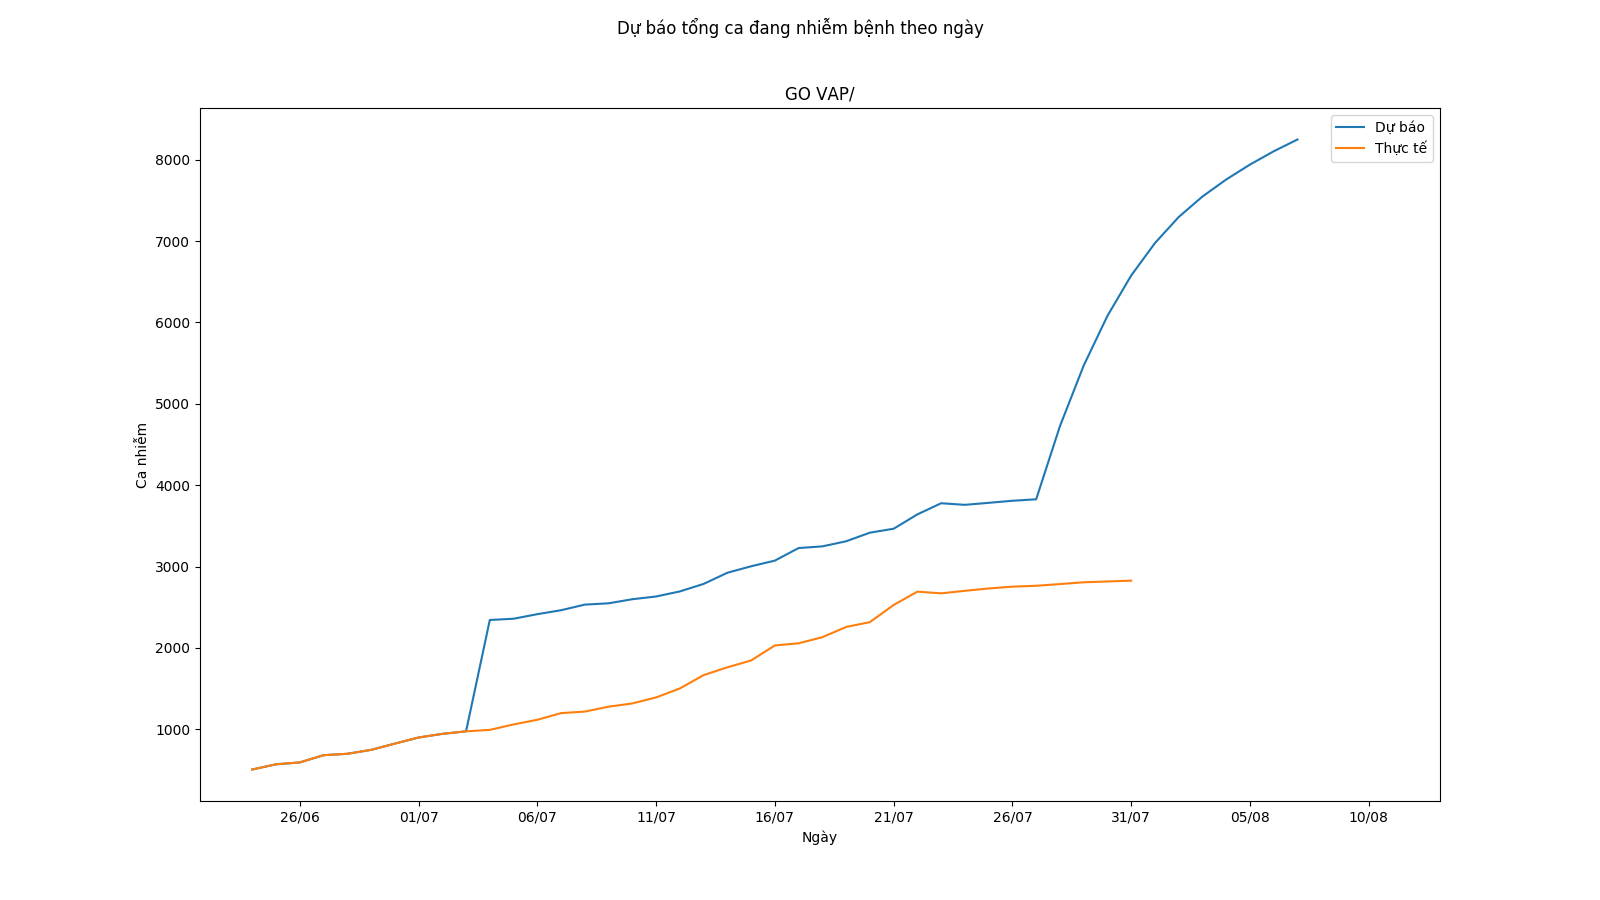 Dự báo tổng ca đang nhiễm bệnh theo ngày
GO VAP/
Dự báo
Thực tế
8000
7000
6000
5000
4000
3000
2000
1000
Ca nhiễm
26/06 01/07 06/07 11/07 16/07 21/07 26/07 31/07 05/08 10/08
Ngày